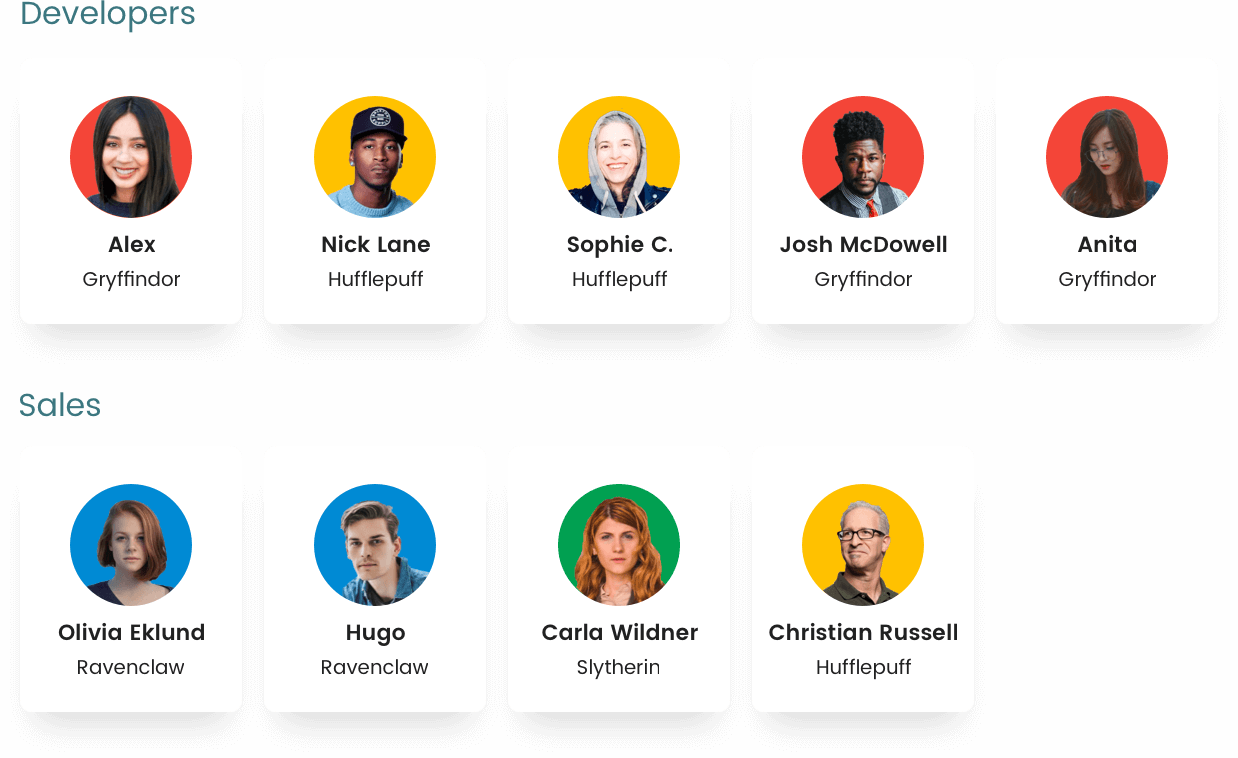 Developers
Alex
Gryffindor
Nick Lane
Hufflepuff
Sophie C.
Hufflepuff
Josh McDowell
Gryffindor
Anita
Gryffindor
Sales
Olivia Eklund
Ravenclaw
Hugo
Ravenclaw
Carla Wildner
Slytherin
Christian Russell
Hufflepuff